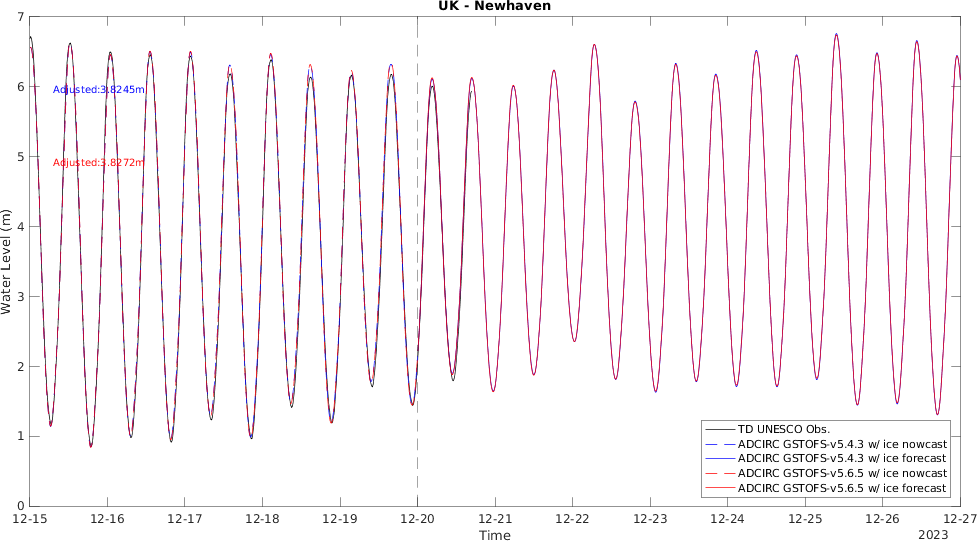 UK - Newhaven
7
6
5
4
3
2
1
0
Water Level (m)
Adjusted:3.8245m
Adjusted:3.8272m
TD UNESCO Obs.
ADCIRC GSTOFS-v5.4.3 w/ ice nowcast
ADCIRC GSTOFS-v5.4.3 w/ ice forecast
ADCIRC GSTOFS-v5.6.5 w/ ice nowcast
ADCIRC GSTOFS-v5.6.5 w/ ice forecast
12-15 12-16 12-17 12-18 12-19 12-20 12-21 12-22 12-23 12-24 12-25 12-26 12-27
Time
2023